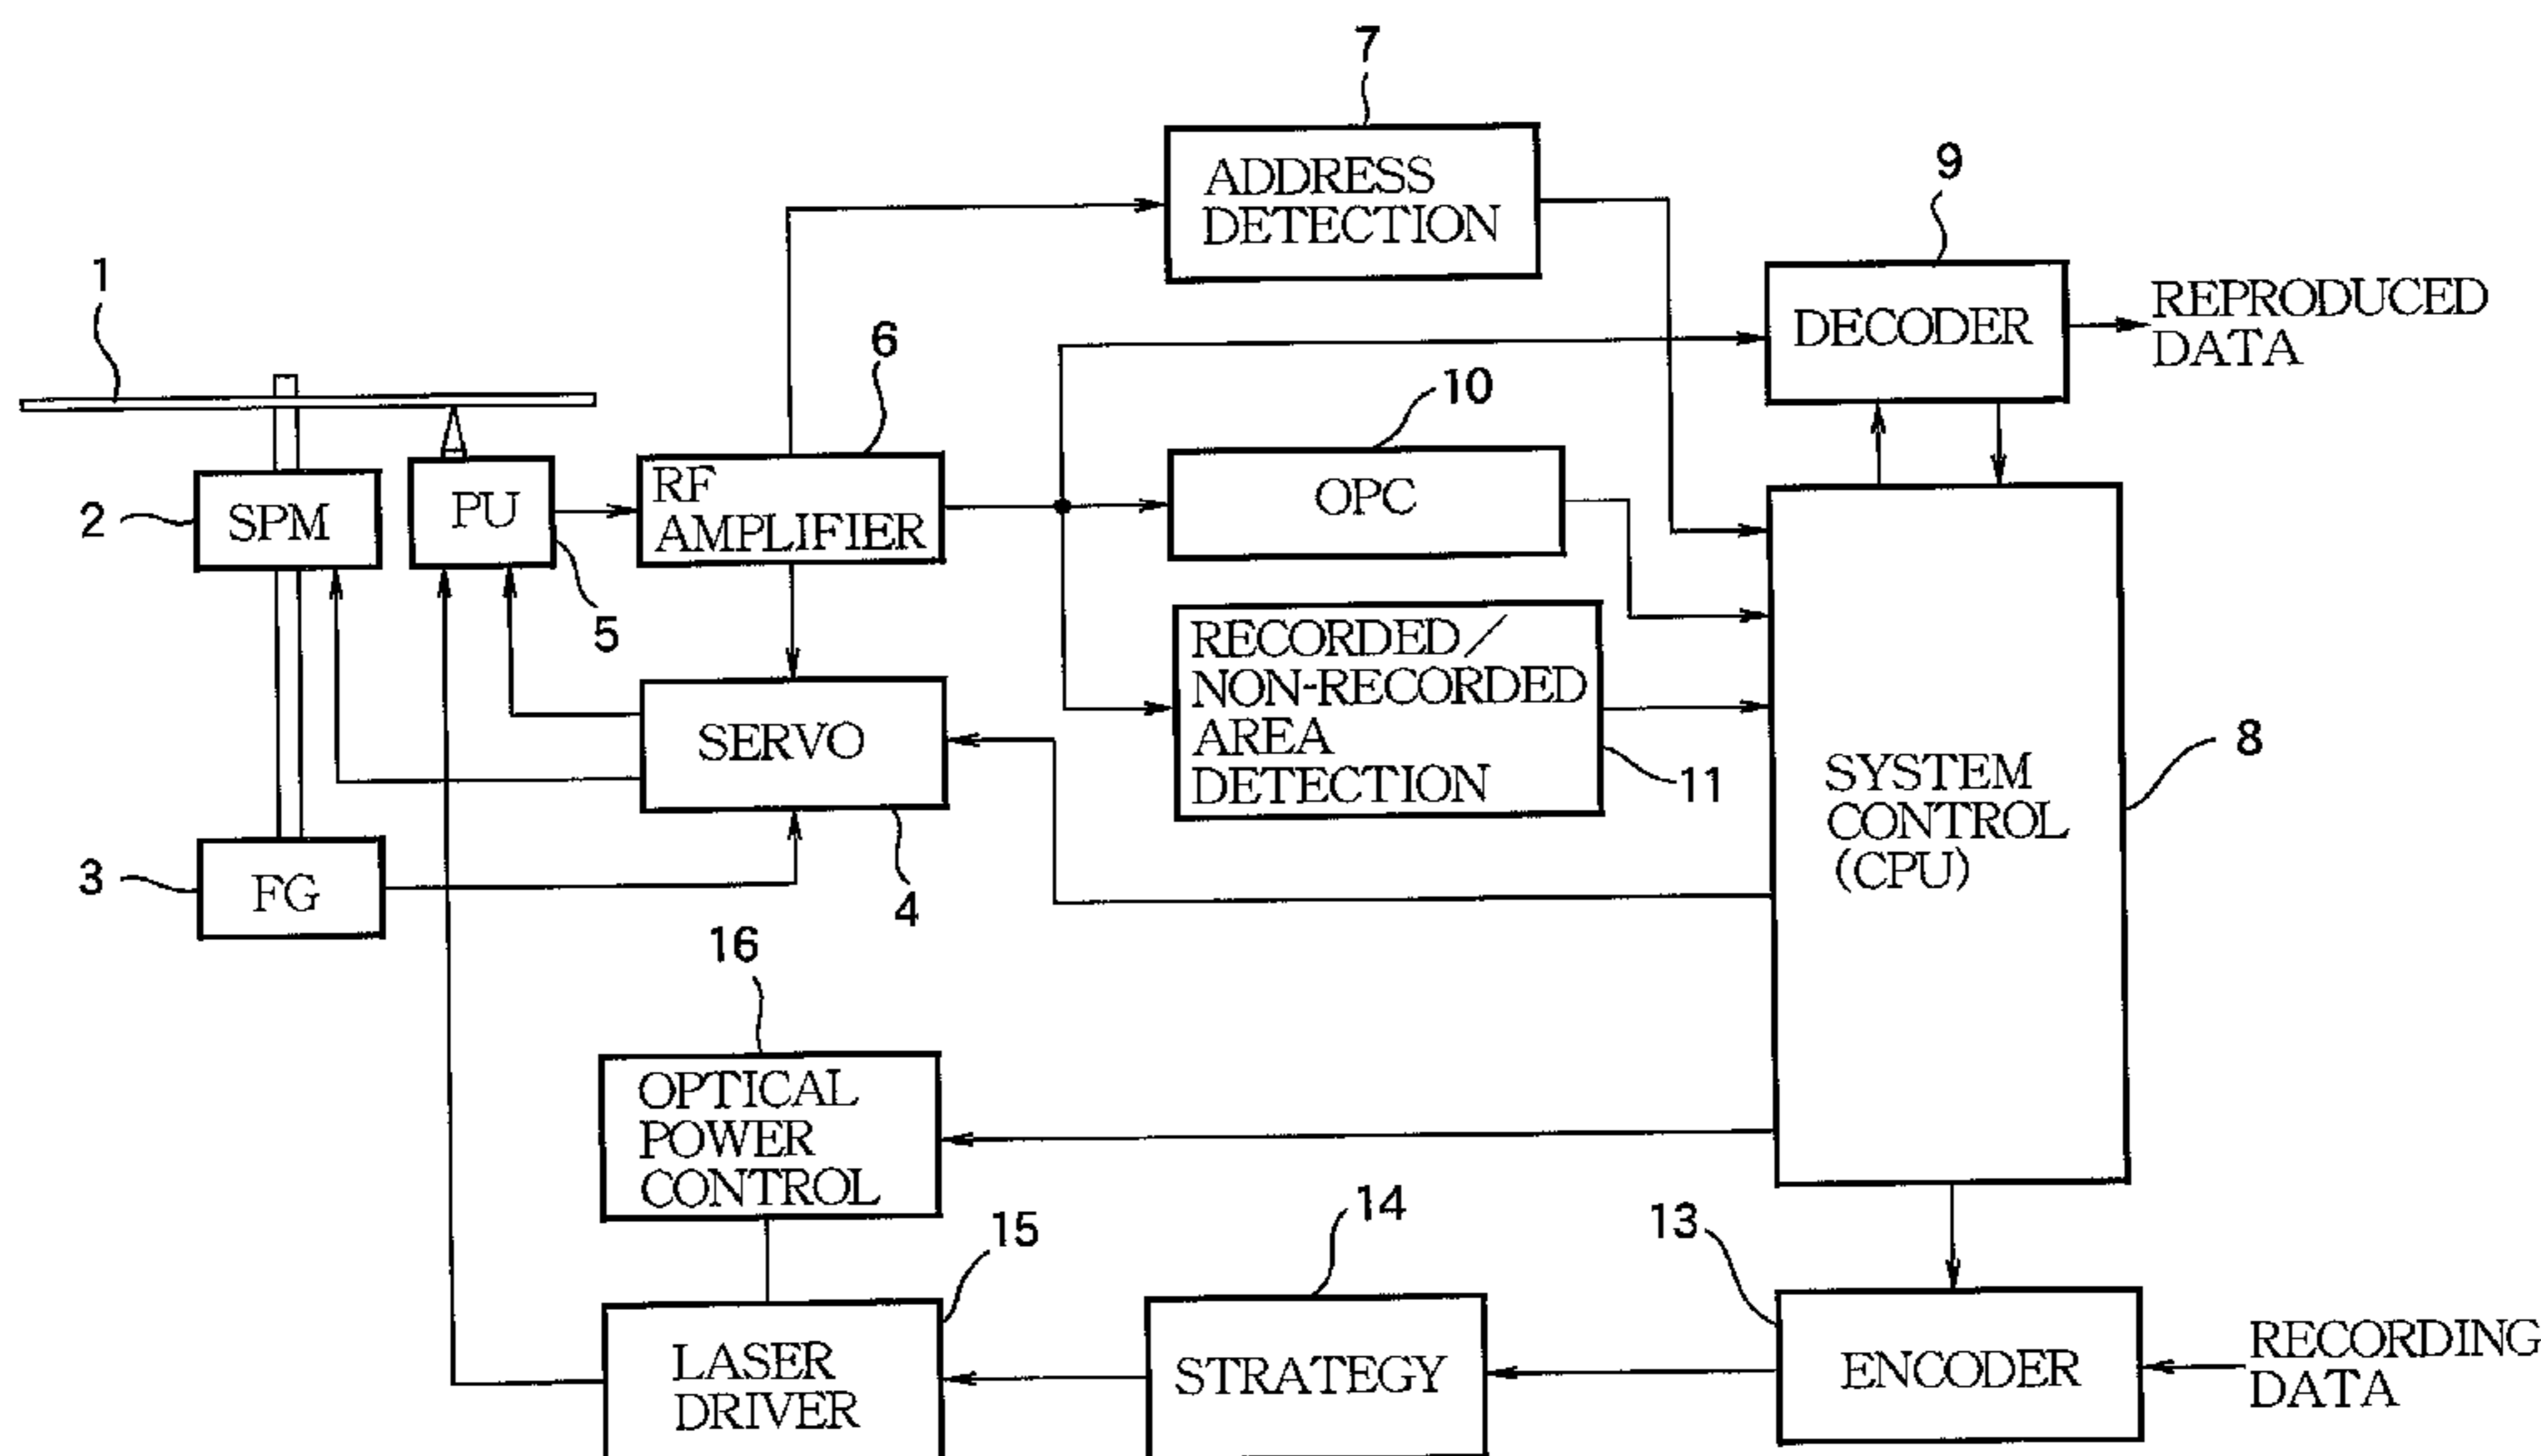 7
ADDRESS
DETECTION
9
DECODER
REPRODUCED
DATA
1
6
RF
AMPLIFIER
10
OPC
2
SPM
PU
5
RECORDED/
NON-RECORDED
AREA
DETECTION
11
SERVO
4
SYSTEM
CONTROL
(CPU)
8
3
FG
16
OPTICAL
POWER
CONTROL
15
LASER
DRIVER
14
STRATEGY
13
ENCODER
RECORDING
DATA